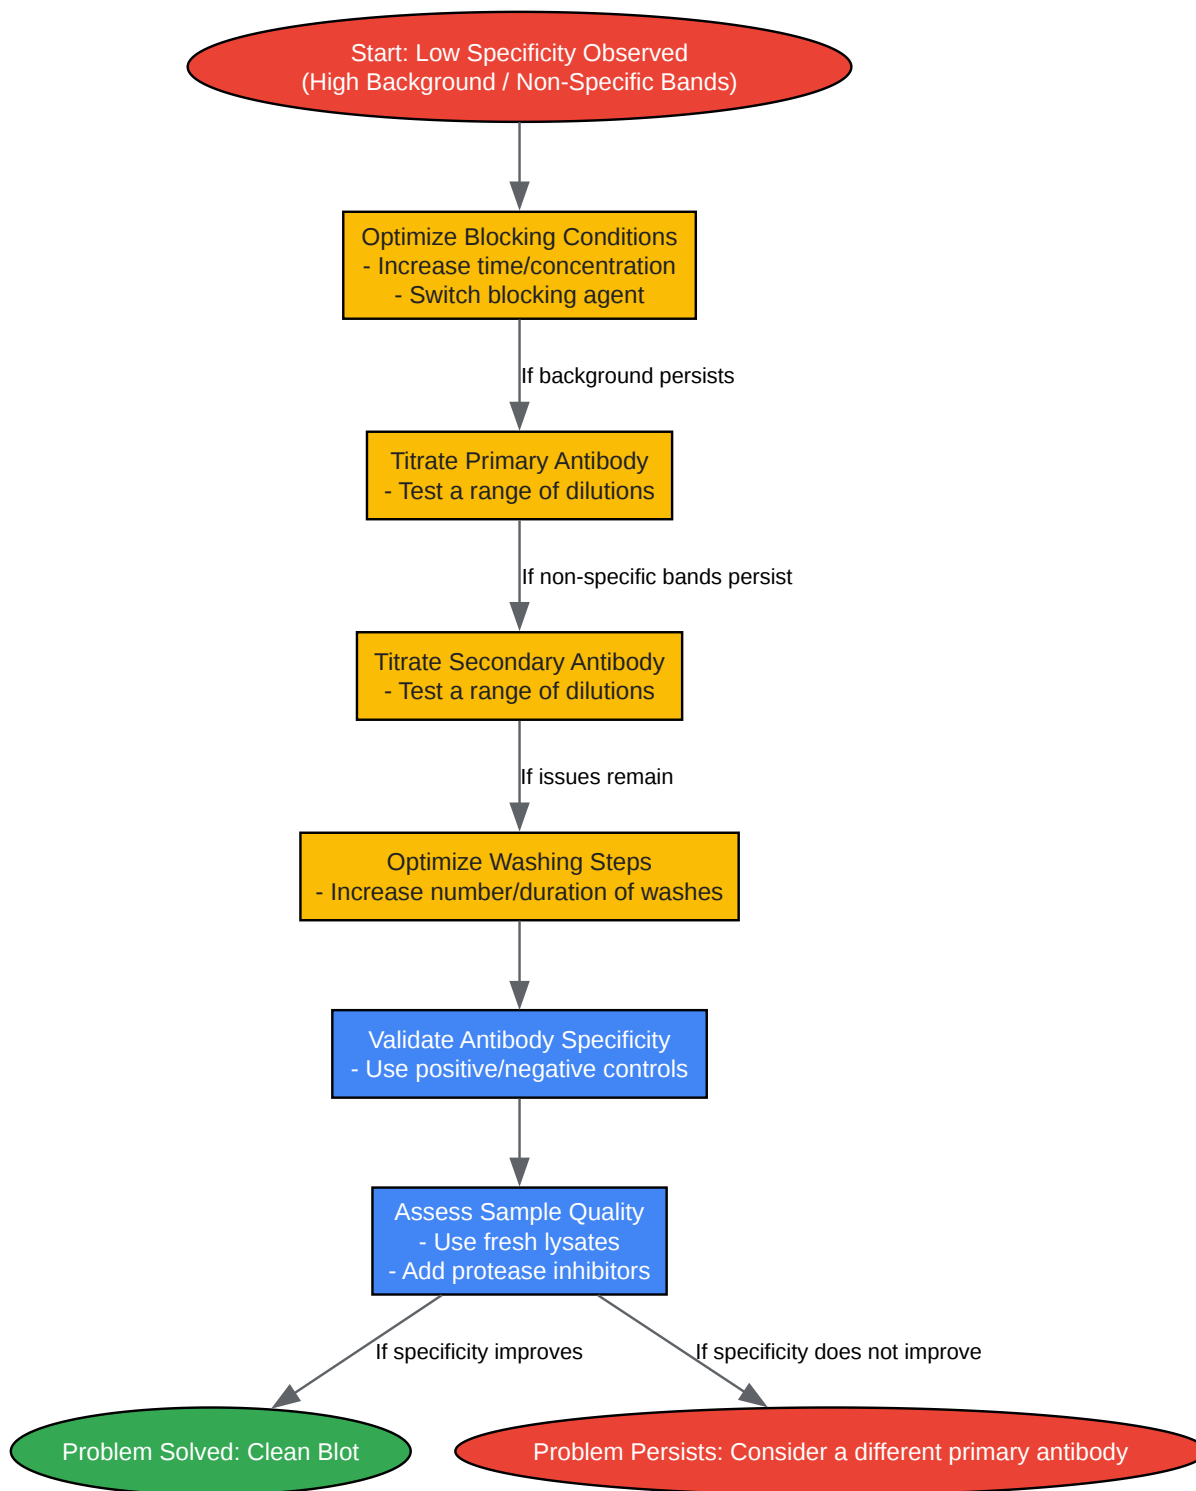 Start: Low Specificity Observed
(High Background / Non-Specific Bands)
Optimize Blocking Conditions
- Increase time/concentration
- Switch blocking agent
If background persists
Titrate Primary Antibody
- Test a range of dilutions
If non-specific bands persist
Titrate Secondary Antibody
- Test a range of dilutions
If issues remain
Optimize Washing Steps
- Increase number/duration of washes
Validate Antibody Specificity
- Use positive/negative controls
Assess Sample Quality
- Use fresh lysates
- Add protease inhibitors
If specificity improves
If specificity does not improve
Problem Solved: Clean Blot
Problem Persists: Consider a different primary antibody